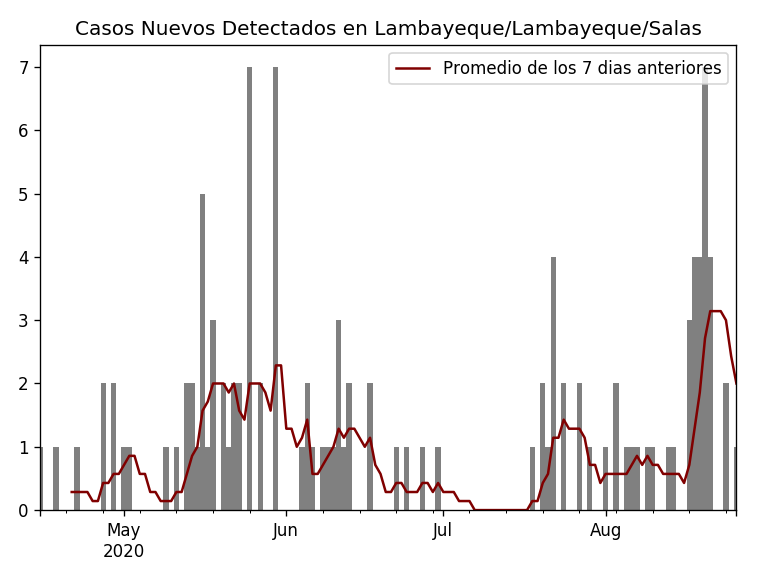 Casos Nuevos Detectados en Lambayeque/Lambayeque/Salas
Promedio de los 7 dias anteriores
7
6
5
4
3
2
1
0
May
2020
Jun
Jul
Aug